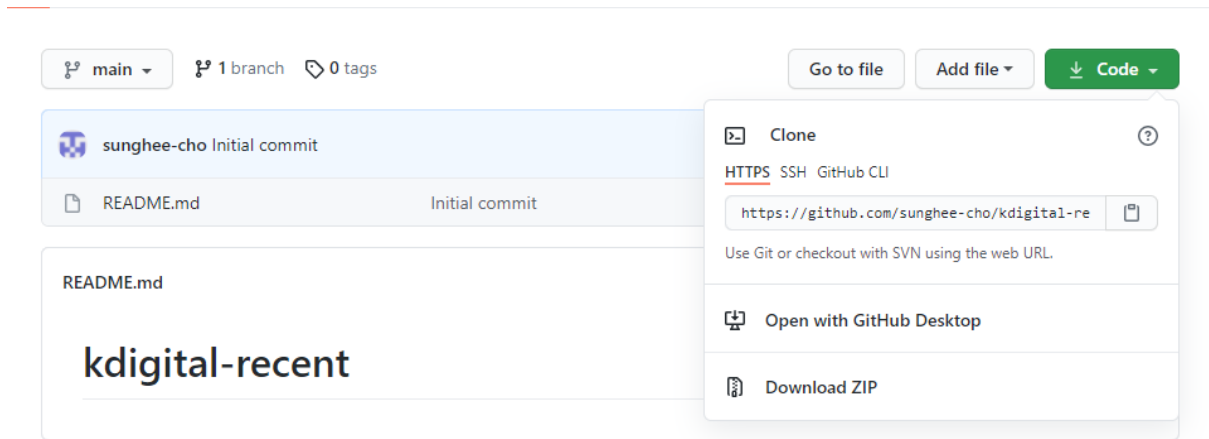 main 1 branch 0 tags Go to file Add file Code
sunghee-cho Initial commit
README.md Initial commit
README.md
kdigital-recent
Clone
HTTPS SSH GitHub CLI
https://github.com/sunghee-cho/kdigital-re
Use Git or checkout with SVN using the web URL.
Open with GitHub Desktop
Download ZIP